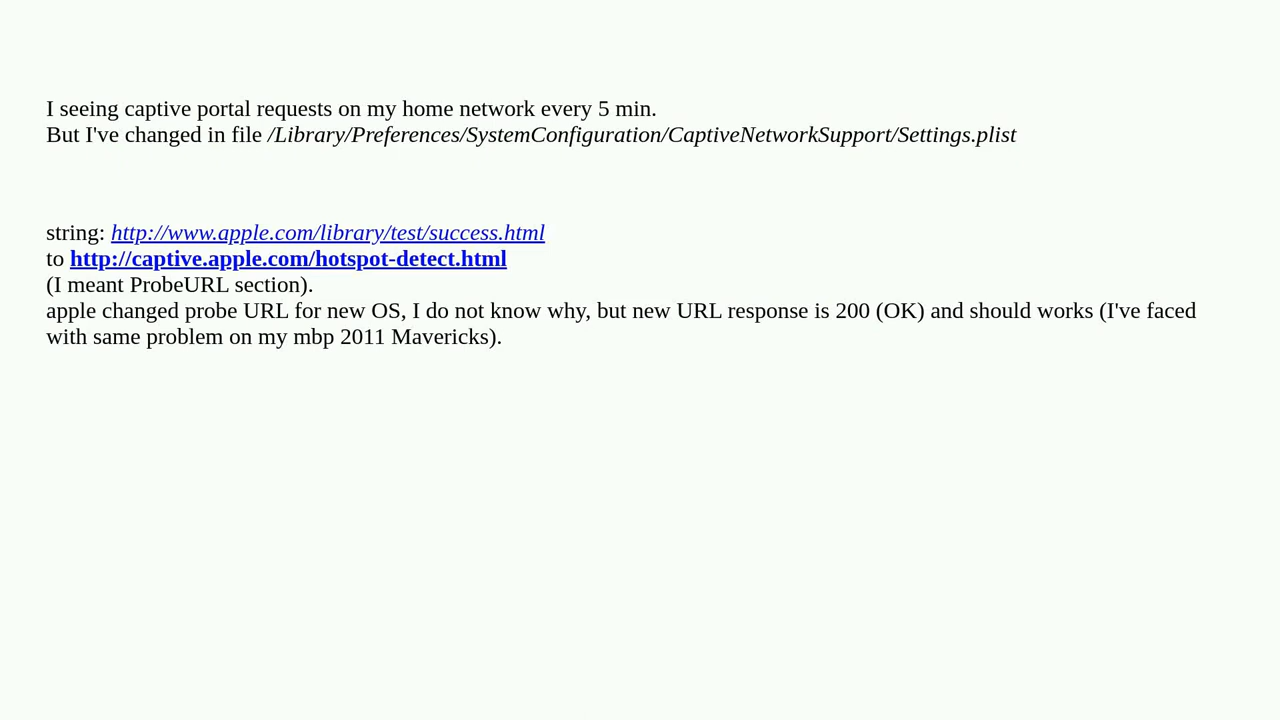 I seeing captive portal requests on my home network every 5 min.
But I've changed in file /Library/Preferences/SystemConfiguration/CaptiveNetworkSupport/Settings.plist
string: http://www.apple.com/library/test/success.html
to http://captive.apple.com/hotspot-detect.html
(I meant ProbeURL section).
apple changed probe URL for new OS, I do not know why, but new URL response is 200 (OK) and should works (I've faced
with same problem on my mbp 2011 Mavericks).